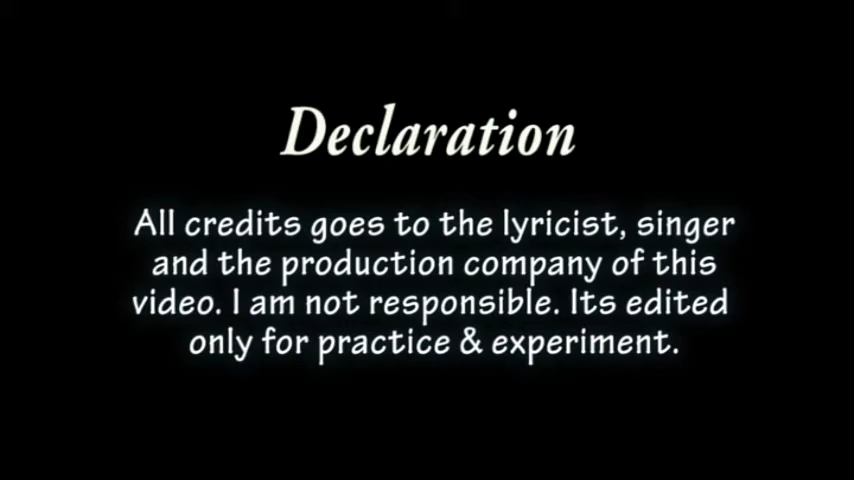 Declaration
All credits goes to the lyricist, singer
and the production company of this
video. I am not responsible. Its edited
only for practice & experiment.